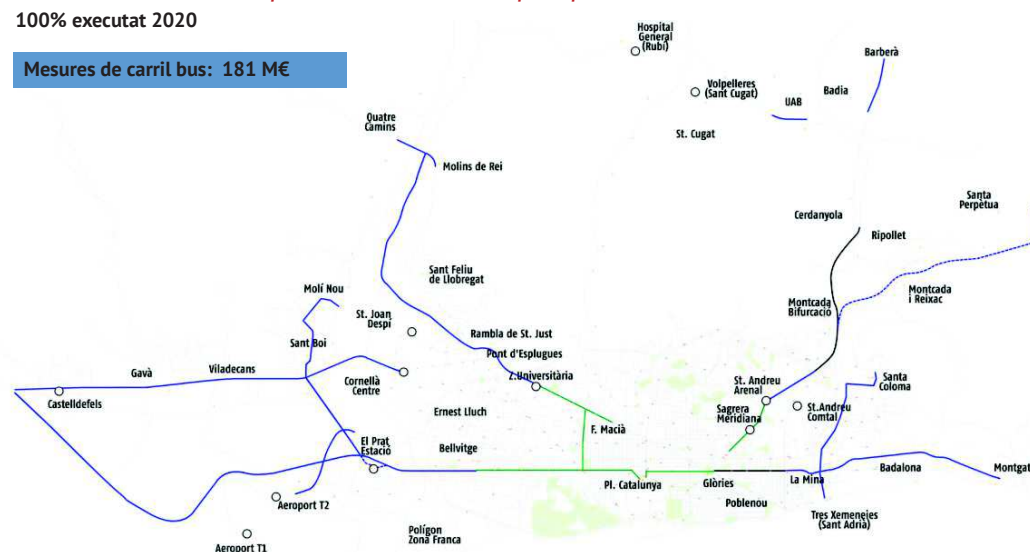 100% executat 2020
Mesures de carril bus: 181 M€
Hospital
General
(Rubí)
Barberà
Volpelleres
(Sant Cugat)
Badia
UAB
Quatre
Camins
St. Cugat
Molins de Rei
Santa
Perpètua
Cerdanyola
Ripollet
Sant Feliu
de Llobregat
Molí Nou
Montcada
i Reixac
Montcada
Bifurcació
St. Joan
Despí
Rambla de St. Just
Sant Boi
Pont d'Esplugues
Gavà
Viladecans
Z.Universitària
Cornellà
Centre
St. Andreu
Arenal
Santa
Coloma
Castelldefels
Ernest Lluch
Sagrera
Meridiana
St.Andreu
Comtal
F. Macià
El Prat
Estació
Bellvitge
Badalona
Montgat
Pl. Catalunya
Glòries
La Mina
Aeroport T2
Poblenou
Tres Xemeneies
(Sant Adrià)
Polígon
Zona Franca
Aeroport T1